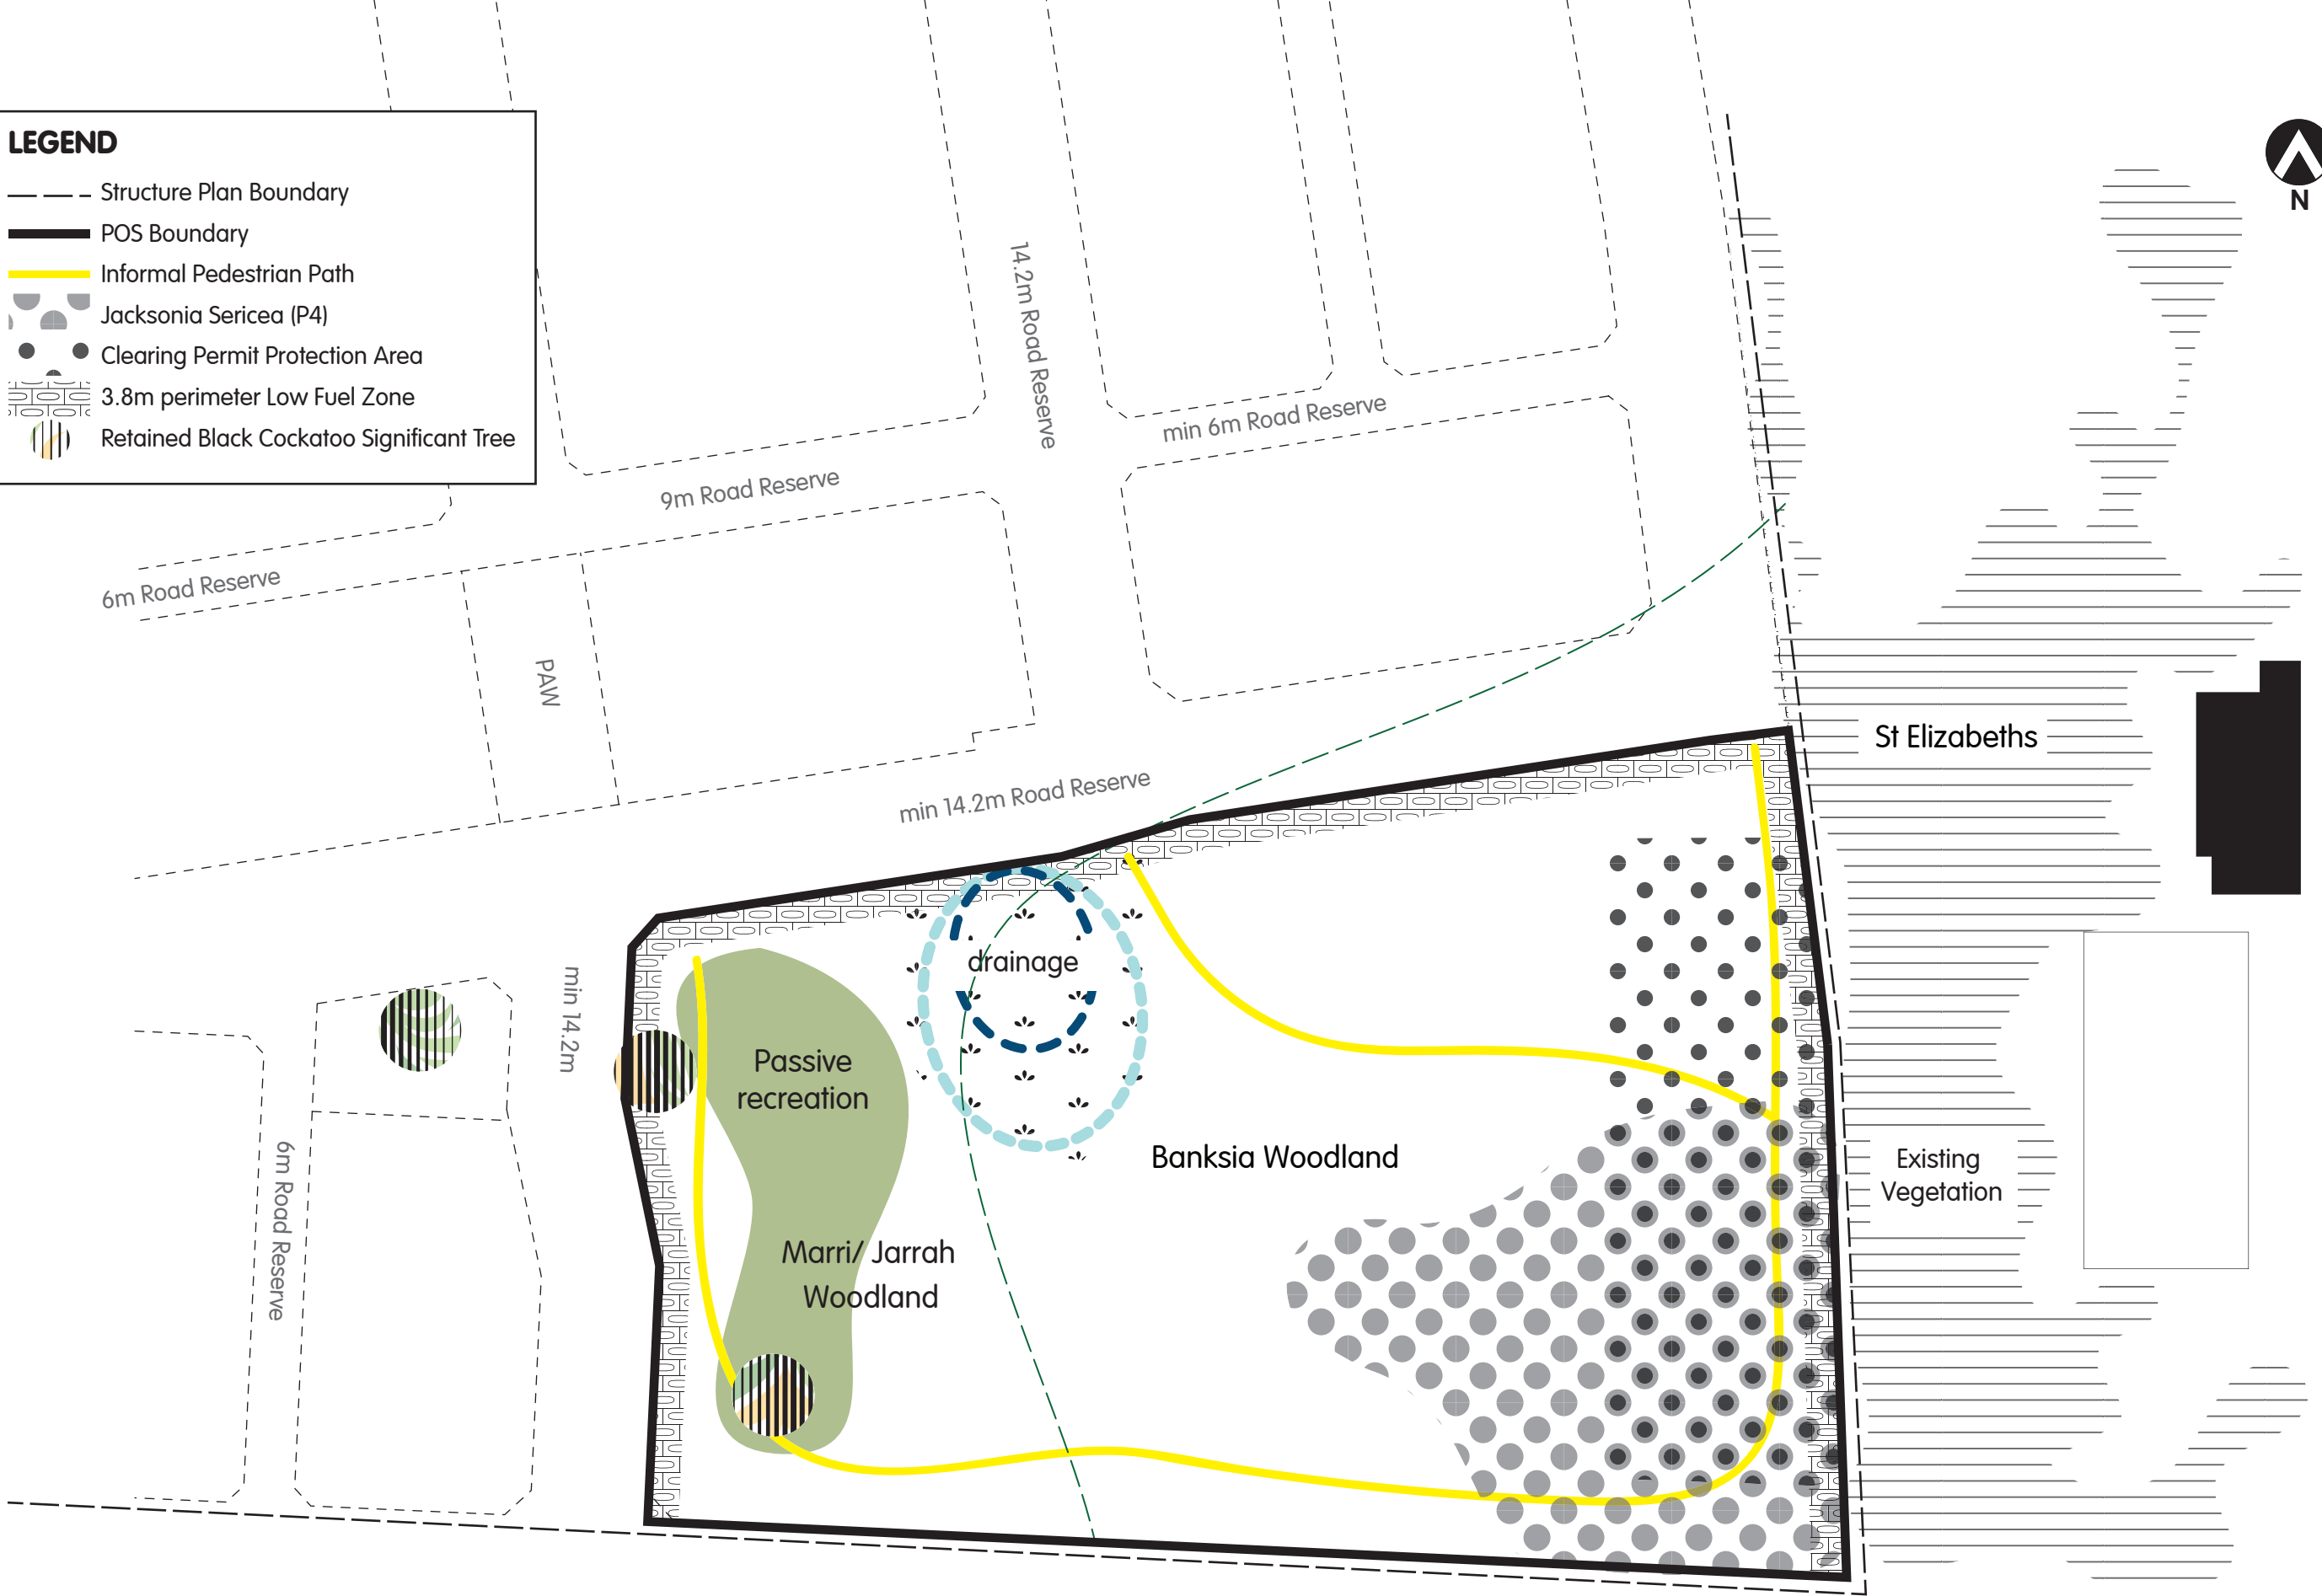 LEGEND
Structure Plan Boundary
POS Boundary
Informal Pedestrian Path
Jacksonia Sericea (P4)
Clearing Permit Protection Area
3.8m perimeter Low Fuel Zone
Retained Black Cockatoo Significant Tree
N
14.2m Road Reserve
min 6m Road Reserve
9m Road Reserve
6m Road Reserve
PAW
St Elizabeths
min 14.2m Road Reserve
drainage
min 14.2m
Passive
recreation
Banksia Woodland
Existing
Vegetation
6m Road Reserve
Marri/ Jarrah
Woodland